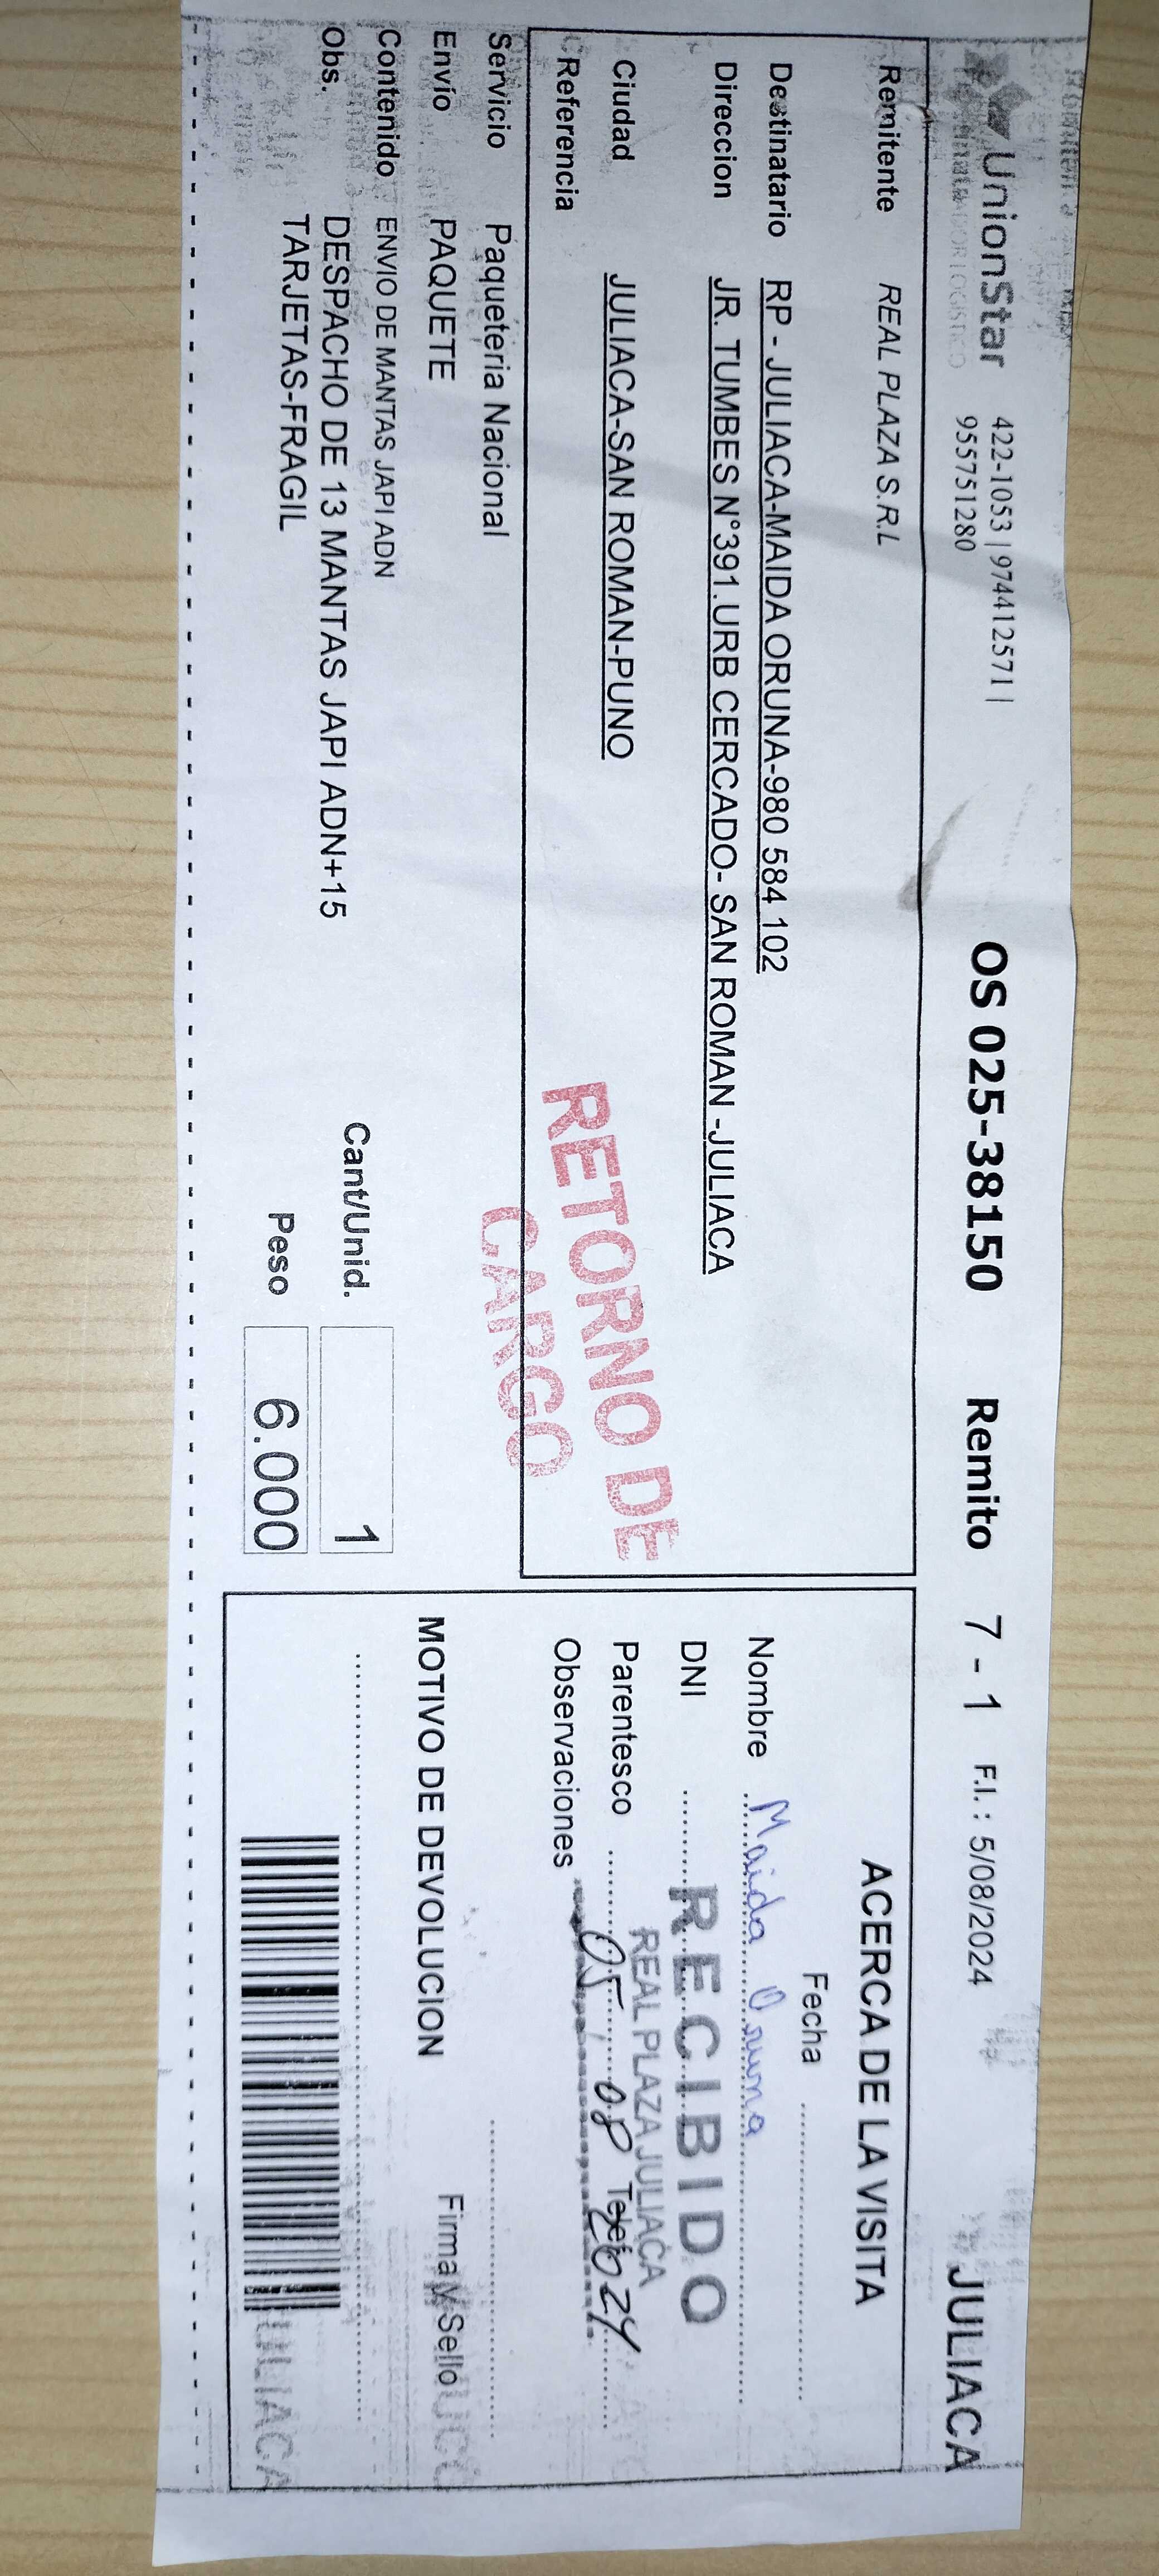 UnionStar
422-1053 | 974412571 |
955751280
OS 025-38150
Remito 7 - 1
F.I. : 5/08/2024
JULIACA
Remitente REAL PLAZA S.R.L
Destinatario RP - JULIACA-MAIDA ORUNA-980 584 102
Direccion JR. TUMBES N°391.URB CERCADO- SAN ROMAN -JULIACA
Ciudad JULIACA-SAN ROMAN-PUNO
Referencia
RETORNO DE
CARGO
Servicio Paqueteria Nacional
Envío PAQUETE
Contenido ENVIO DE MANTAS JAPI ADN
Obs. DESPACHO DE 13 MANTAS JAPI ADN+15
TARJETAS-FRAGIL
Cant/Unid. 1
Peso 6.000
ACERCA DE LA VISITA
Fecha
Nombre Maida Oruna
DNI
RECIBIDO
REAL PLAZA JULIACA
Parentesco
05 08 2024
Observaciones
MOTIVO DE DEVOLUCION
Firma y Sello
JULIACA